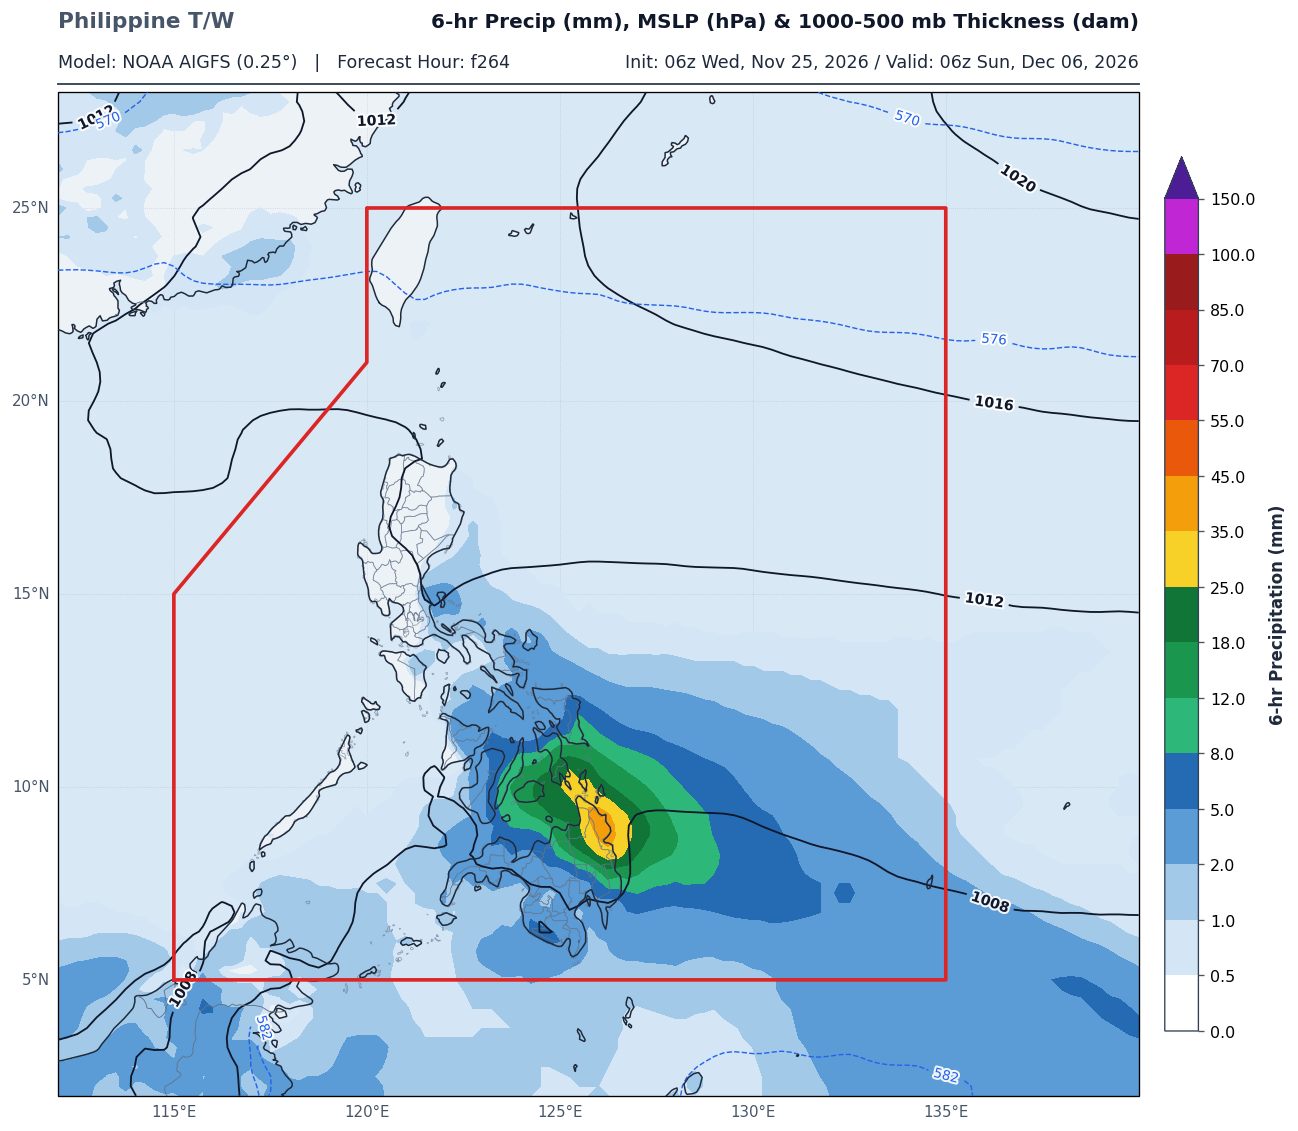 Philippine T/W
6-hr Precip (mm), MSLP (hPa) & 1000-500 mb Thickness (dam)
Model: NOAA AIGFS (0.25°) | Forecast Hour: f264
Init: 06z Wed, Nov 25, 2026 / Valid: 06z Sun, Dec 06, 2026
1012
570
1012
570
1020
576
1016
1012
1008
1008
582
582
25°N
20°N
15°N
10°N
5°N
115°E
120°E
125°E
130°E
135°E
150.0
100.0
85.0
70.0
55.0
45.0
35.0
25.0
18.0
12.0
8.0
5.0
2.0
1.0
0.5
0.0
6-hr Precipitation (mm)